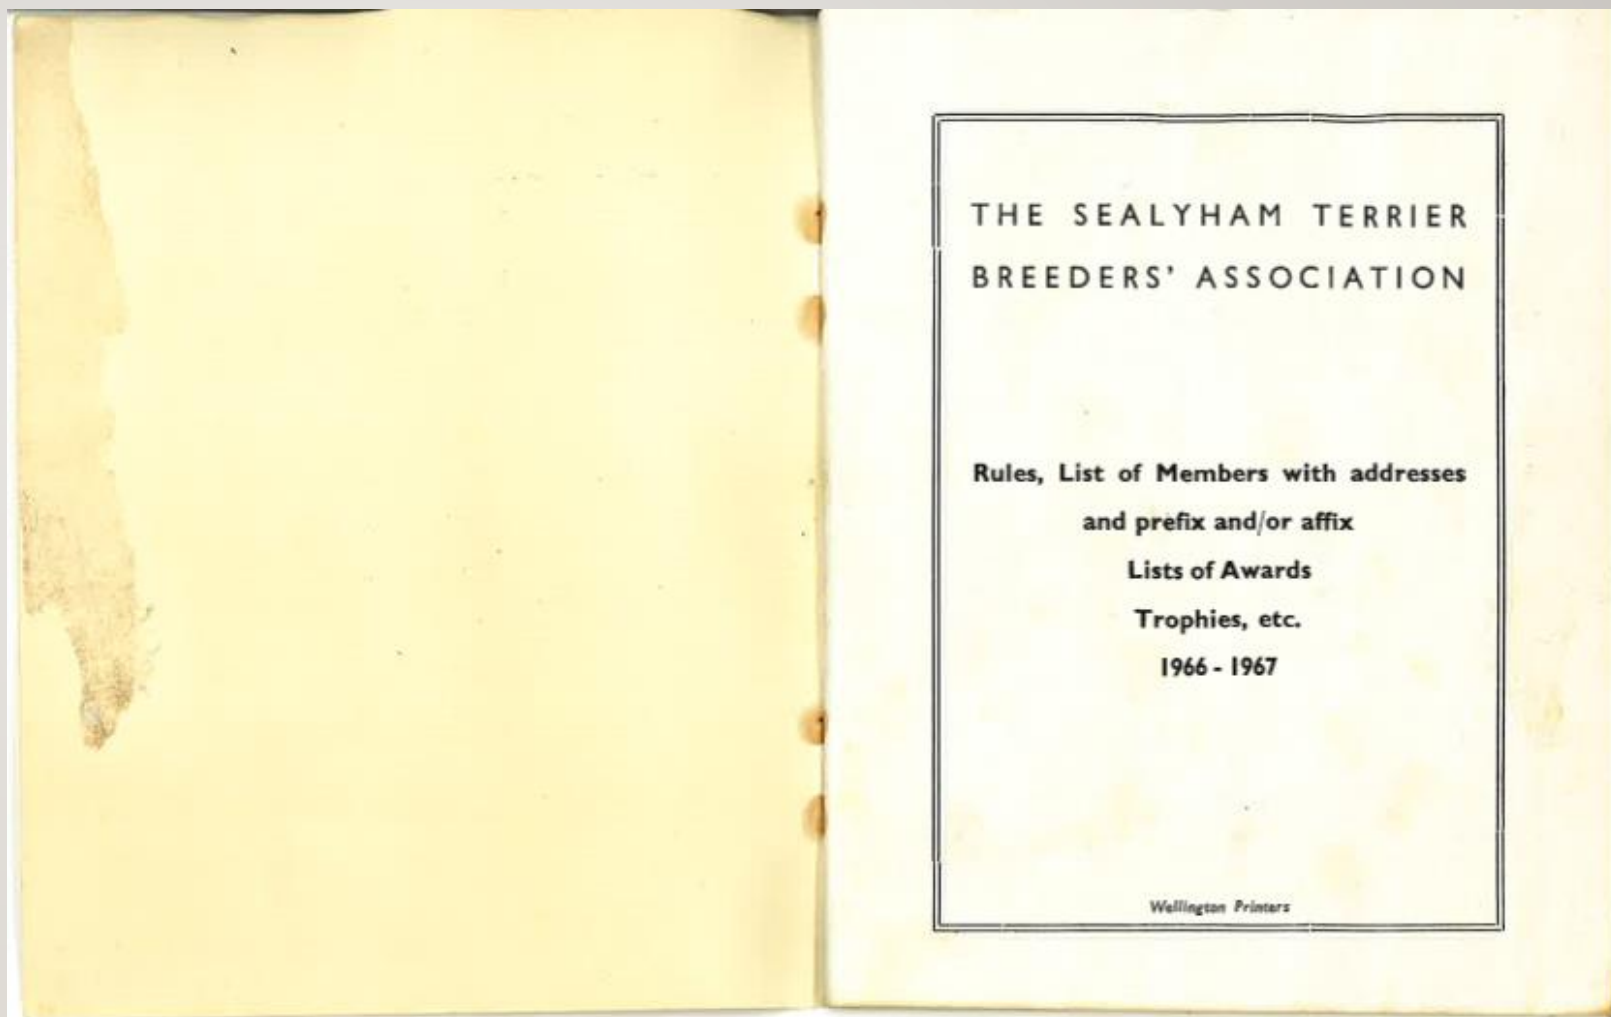 THE SEALYHAM TERRIER
BREEDERS' ASSOCIATION
Rules, List of Members with addresses
and prefix and/or affix
Lists of Awards
Trophies, etc.
1966 - 1967
Wellington Printers